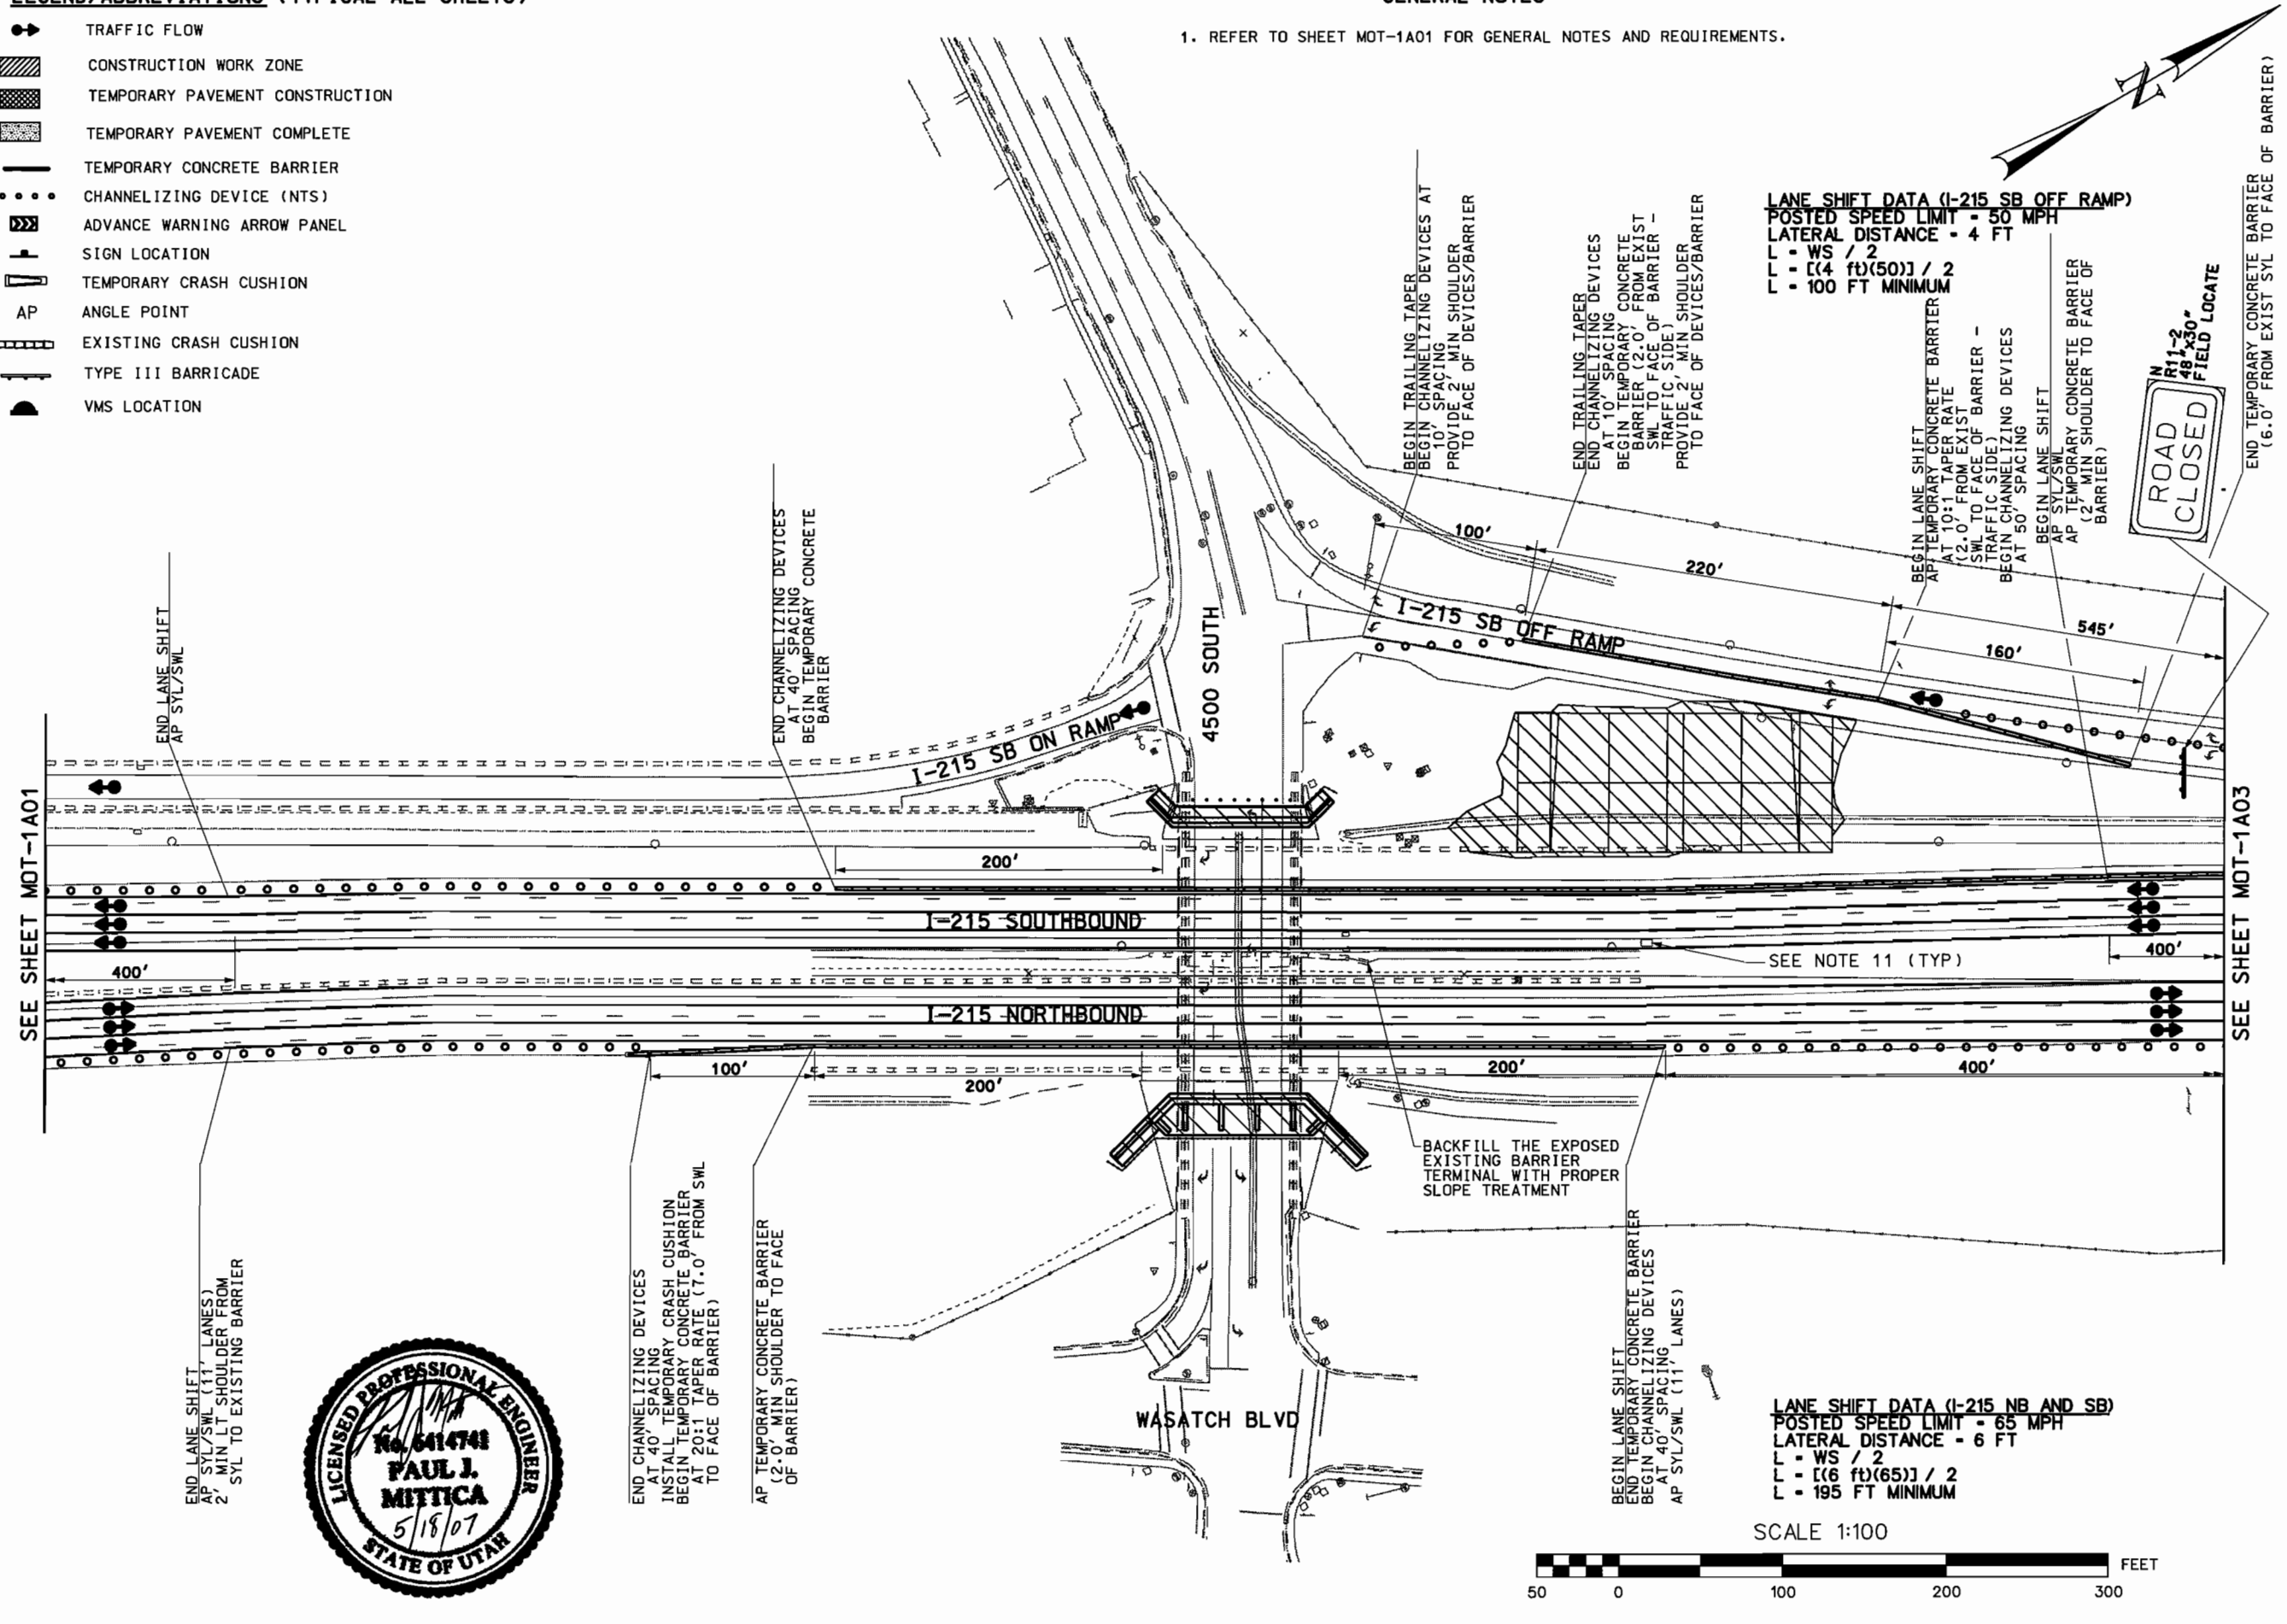 LEGEND/ABBREVIATIONS (TYPICAL ALL SHEETS)
TRAFFIC FLOW
CONSTRUCTION WORK ZONE
TEMPORARY PAVEMENT CONSTRUCTION
TEMPORARY PAVEMENT COMPLETE
TEMPORARY CONCRETE BARRIER
CHANNELIZING DEVICE (NTS)
ADVANCE WARNING ARROW PANEL
SIGN LOCATION
TEMPORARY CRASH CUSHION
AP ANGLE POINT
EXISTING CRASH CUSHION
TYPE III BARRICADE
VMS LOCATION
GENERAL NOTES
1. REFER TO SHEET MOT-1A01 FOR GENERAL NOTES AND REQUIREMENTS.
N
LANE SHIFT DATA (I-215 SB OFF RAMP)
POSTED SPEED LIMIT = 50 MPH
LATERAL DISTANCE = 4 FT
L = WS / 2
L = [(4 ft)(50)] / 2
L = 100 FT MINIMUM
END LANE SHIFT
AP SYL/SWL
END CHANNELIZING DEVICES
AT 40' SPACING
BEGIN TEMPORARY CONCRETE
BARRIER
BEGIN TRAILING TAPER
BEGIN CHANNELIZING DEVICES AT
10' SPACING
PROVIDE 2' MIN SHOULDER
TO FACE OF DEVICES/BARRIER
END TRAILING TAPER
END CHANNELIZING DEVICES
AT 10' SPACING
BEGIN TEMPORARY CONCRETE
BARRIER (2.0' FROM EXIST
SWL TO FACE OF BARRIER -
TRAFFIC SIDE)
PROVIDE 2' MIN SHOULDER
TO FACE OF DEVICES/BARRIER
BEGIN LANE SHIFT
AP TEMPORARY CONCRETE BARRIER
AT 10:1 TAPER RATE
(2.0' FROM EXIST
SWL TO FACE OF BARRIER -
TRAFFIC SIDE)
BEGIN CHANNELIZING DEVICES
AT 50' SPACING
BEGIN LANE SHIFT
AP SYL/SWL
AP TEMPORARY CONCRETE BARRIER
(2' MIN SHOULDER TO FACE OF
BARRIER)
N
R11-2
48"x30"
FIELD LOCATE
ROAD
CLOSED
END TEMPORARY CONCRETE BARRIER
(6.0' FROM EXIST SYL TO FACE OF BARRIER)
100'
220'
545'
160'
I-215 SB OFF RAMP
4500 SOUTH
I-215 SB ON RAMP
SEE SHEET MOT-1A01
SEE SHEET MOT-1A03
200'
I-215 SOUTHBOUND
400'
SEE NOTE 11 (TYP)
400'
I-215 NORTHBOUND
100'
200'
200'
400'
BACKFILL THE EXPOSED
EXISTING BARRIER
TERMINAL WITH PROPER
SLOPE TREATMENT
END LANE SHIFT
AP SYL/SWL (11' LANES)
2' MIN LT SHOULDER FROM
SYL TO EXISTING BARRIER
END CHANNELIZING DEVICES
AT 40' SPACING
INSTALL TEMPORARY CRASH CUSHION
BEGIN TEMPORARY CONCRETE BARRIER
AT 20:1 TAPER RATE (7.0' FROM SWL
TO FACE OF BARRIER)
AP TEMPORARY CONCRETE BARRIER
(2.0' MIN SHOULDER TO FACE
OF BARRIER)
BEGIN LANE SHIFT
END TEMPORARY CONCRETE BARRIER
BEGIN CHANNELIZING DEVICES
AT 40' SPACING
AP SYL/SWL (11' LANES)
WASATCH BLVD
LICENSED PROFESSIONAL ENGINEER
No. 6414741
PAUL J.
MITTICA
5/18/07
STATE OF UTAH
LANE SHIFT DATA (I-215 NB AND SB)
POSTED SPEED LIMIT = 65 MPH
LATERAL DISTANCE = 6 FT
L = WS / 2
L = [(6 ft)(65)] / 2
L = 195 FT MINIMUM
SCALE 1:100
50 0 100 200 300 FEET